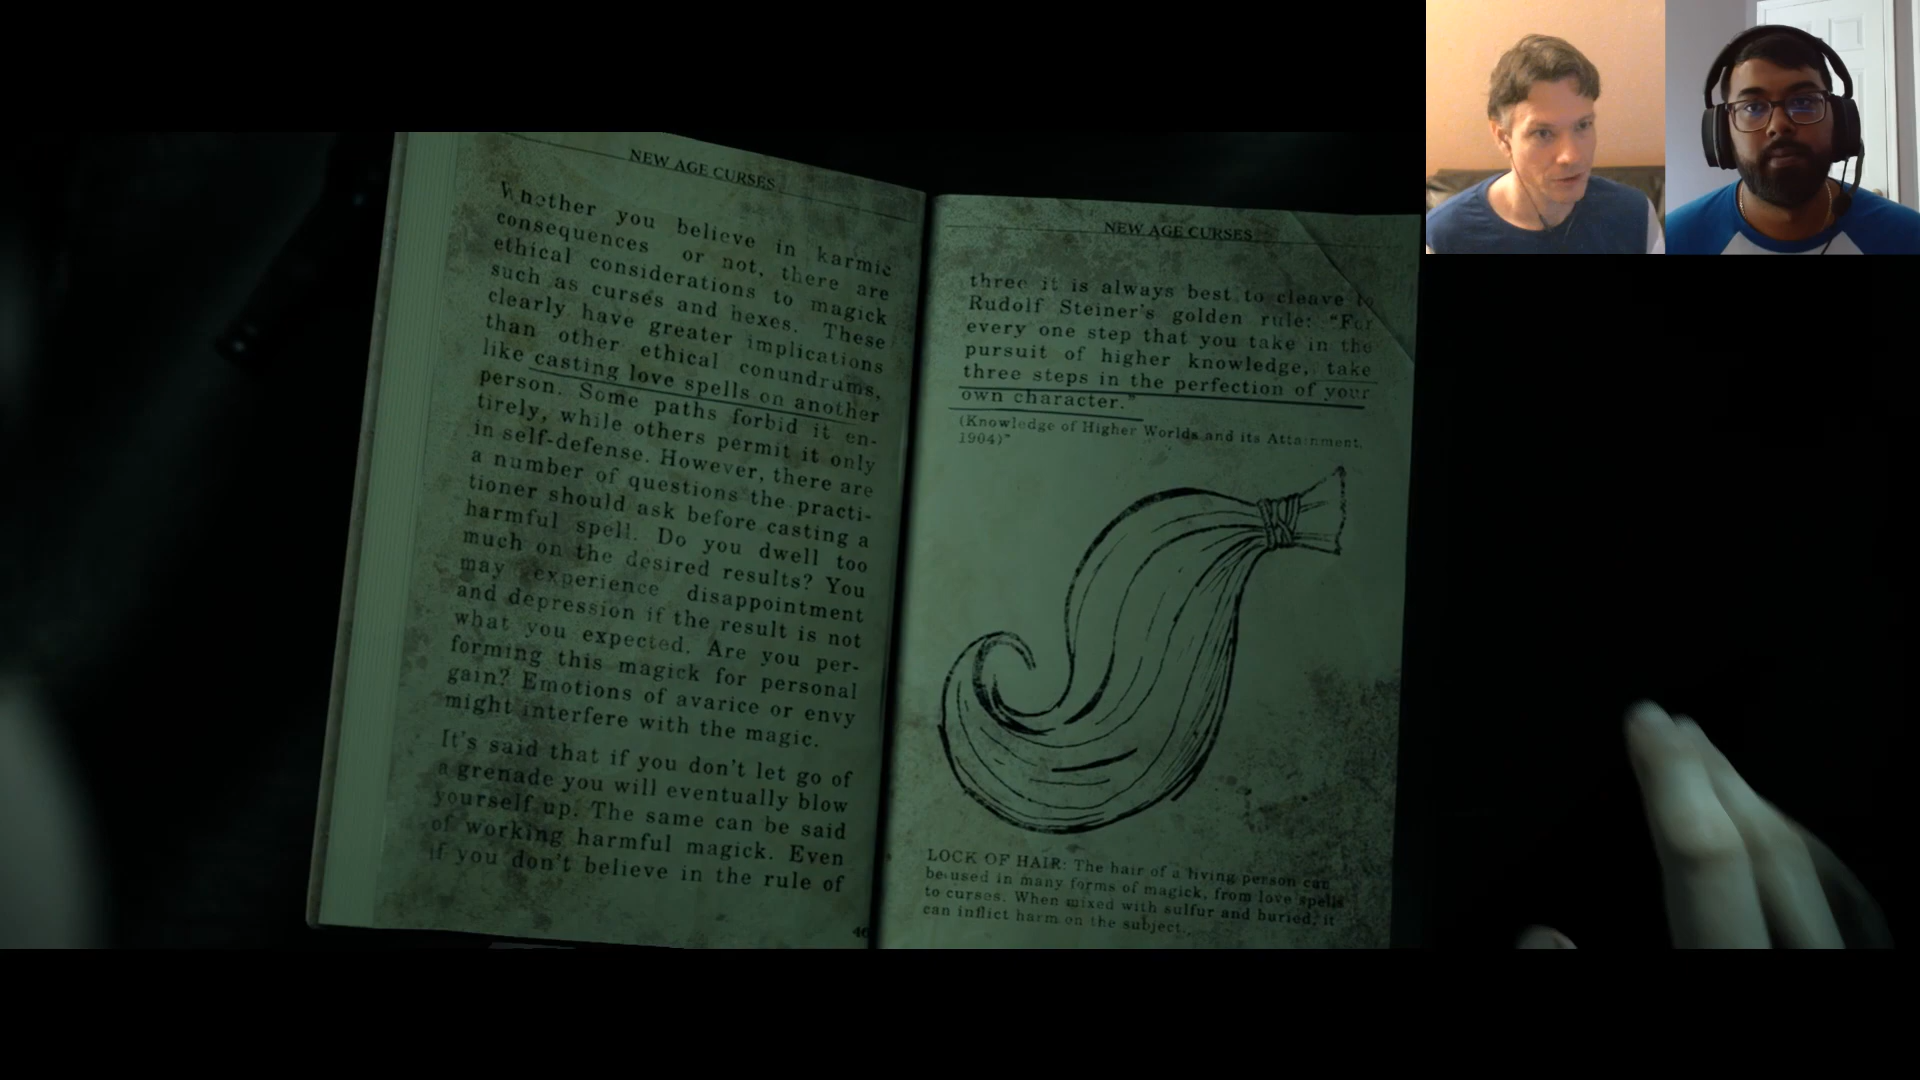 NEW AGE CURSES
Whether you believe in karmic
consequences or not, there are
ethical considerations to magick
such as curses and hexes. These
clearly have greater implications
than other ethical conundrums,
like casting love spells on another
person. Some paths forbid it en-
tirely, while others permit it only
in self-defense. However, there are
a number of questions the practi-
tioner should ask before casting a
harmful spell. Do you dwell too
much on the desired results? You
may experience disappointment
and depression if the result is not
what you expected. Are you per-
forming this magick for personal
gain? Emotions of avarice or envy
might interfere with the magic.
It's said that if you don't let go of
a grenade you will eventually blow
yourself up. The same can be said
of working harmful magick. Even
if you don't believe in the rule of
46
NEW AGE CURSES
three it is always best to cleave to
Rudolf Steiner's golden rule: "For
every one step that you take in the
pursuit of higher knowledge, take
three steps in the perfection of your
own character."
(Knowledge of Higher Worlds and its Attainment,
1904)"
LOCK OF HAIR: The hair of a living person can
be used in many forms of magick, from love spells
to curses. When mixed with sulfur and buried, it
can inflict harm on the subject.